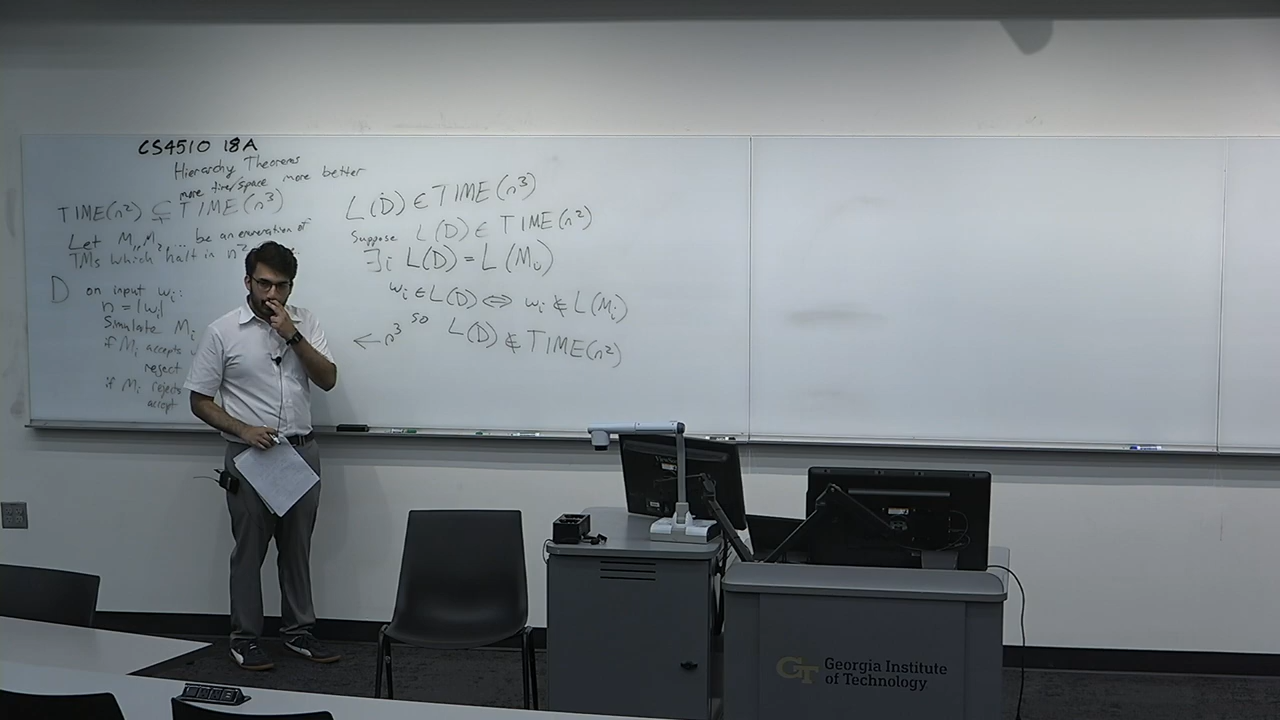 CS4510 18A
Hierarchy Theorems
more time/space more better
TIME(n²) ⊊ TIME(n³)
Let M₁, M₂, ... be an enumeration of
TMs which halt in n²
D on input wᵢ:
n = |wᵢ|
Simulate Mᵢ
if Mᵢ accepts
reject
if Mᵢ rejects
accept
← n³
L(D) ∈ TIME(n³)
Suppose L(D) ∈ TIME(n²)
∃i L(D) = L(Mᵢ)
wᵢ ∈ L(D) ⇔ wᵢ ∉ L(Mᵢ)
so L(D) ∉ TIME(n²)
GT Georgia Institute
of Technology